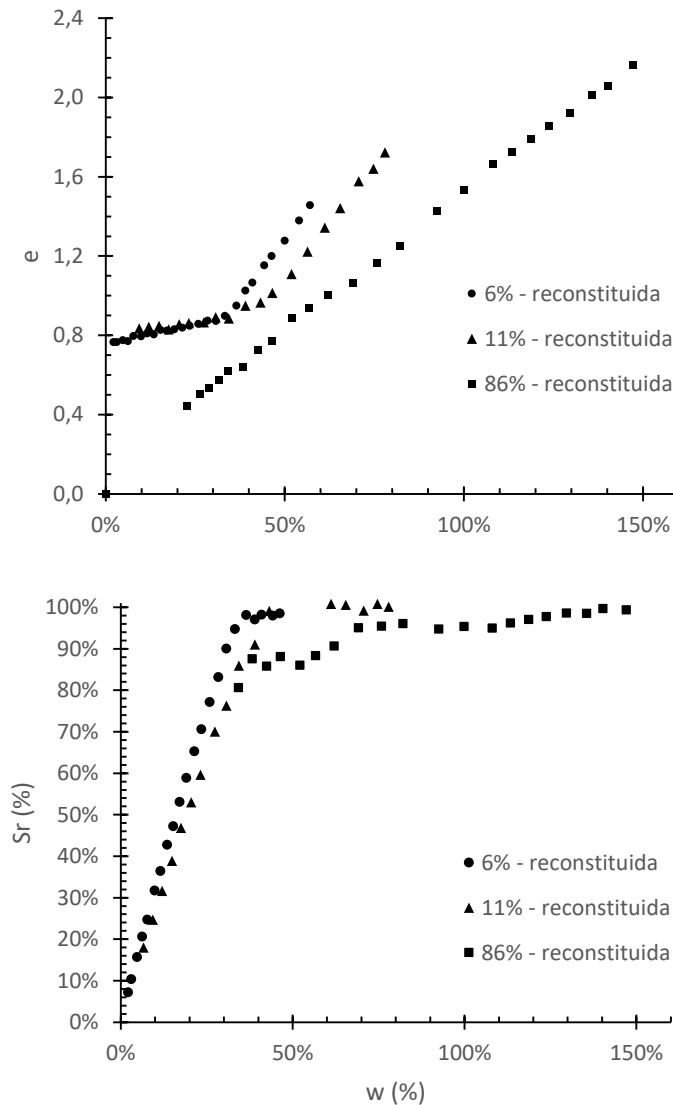 2,4
2,0
1,6
1,2
0,8
0,4
0,0
e
6% - reconstituida
11% - reconstituida
86% - reconstituida
0% 50% 100% 150%
100%
90%
80%
70%
60%
50%
40%
30%
20%
10%
0%
Sr (%)
6% - reconstituida
11% - reconstituida
86% - reconstituida
0% 50% 100% 150%
w (%)